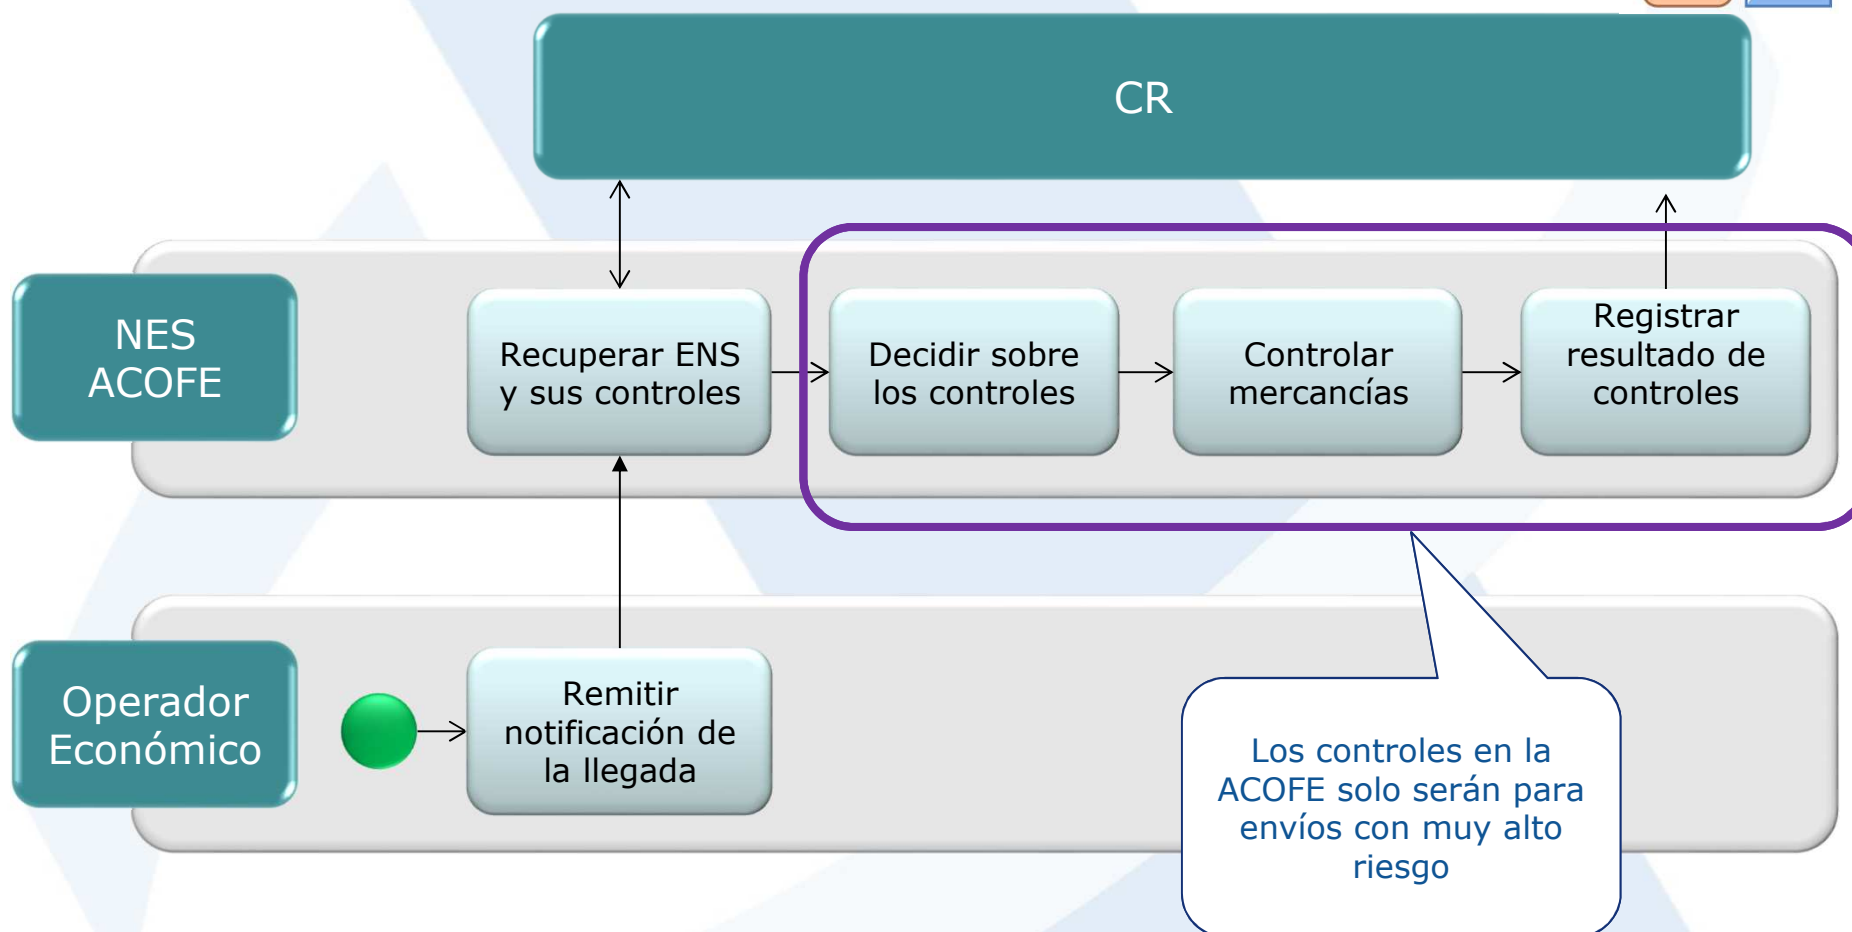 CR
NES
ACOFE
Recuperar ENS
y sus controles
Decidir sobre
los controles
Controlar
mercancías
Registrar
resultado de
controles
Operador
Económico
Remitir
notificación de
la llegada
Los controles en la
ACOFE solo serán para
envíos con muy alto
riesgo